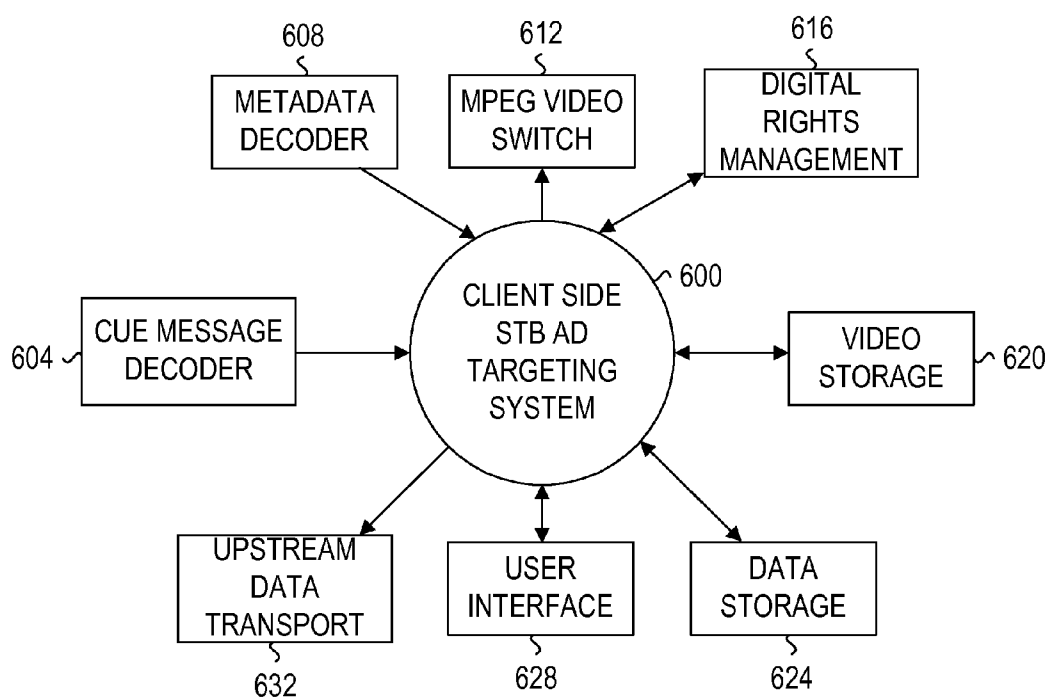 608
METADATA
DECODER
612
MPEG VIDEO
SWITCH
616
DIGITAL
RIGHTS
MANAGEMENT
600
CLIENT SIDE
STB AD
TARGETING
SYSTEM
604
CUE MESSAGE
DECODER
VIDEO
STORAGE
620
UPSTREAM
DATA
TRANSPORT
632
USER
INTERFACE
628
DATA
STORAGE
624